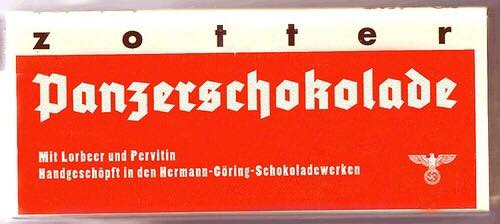 zotter
Panzerschokolade
Mit Lorbeer und Pervitin
Handgeschöpft in den Hermann-Göring-Schokoladewerken